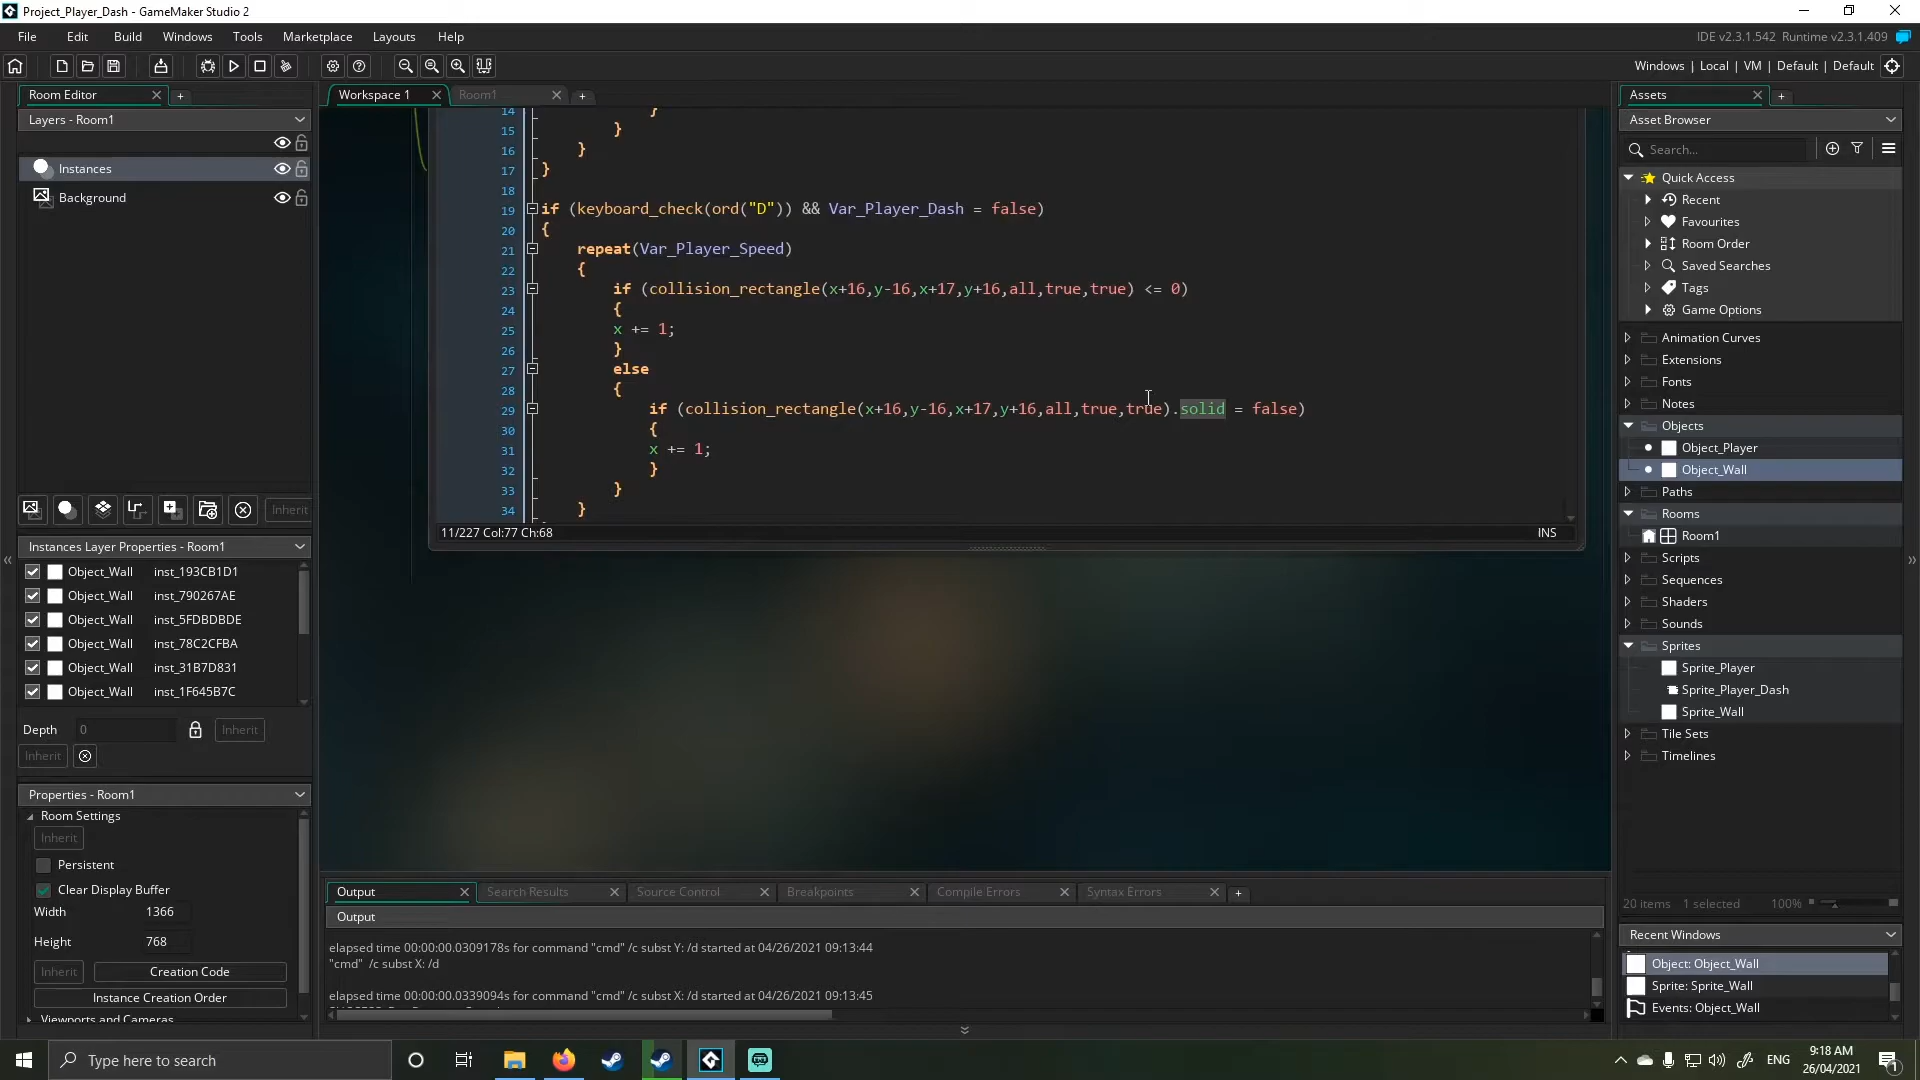 Project_Player_Dash - GameMaker Studio 2
File Edit Build Windows Tools Marketplace Layouts Help
IDE v2.3.1.542 Runtime v2.3.1.409
Windows | Local | VM | Default | Default
Room Editor
Layers - Room1
Instances
Background
Inherit
Instances Layer Properties - Room1
Object_Wall inst_193CB1D1
Object_Wall inst_790267AE
Object_Wall inst_5FDBDBDE
Object_Wall inst_78C2CFBA
Object_Wall inst_31B7D831
Object_Wall inst_1F645B7C
Depth 0 Inherit
Inherit
Properties - Room1
Room Settings
Inherit
Persistent
Clear Display Buffer
Width 1366
Height 768
Inherit Creation Code
Instance Creation Order
Viewports and Cameras
Workspace 1 Room1
14 }
15 }
16 }
17 }
18
19 if (keyboard_check(ord("D")) && Var_Player_Dash = false)
20 {
21 repeat(Var_Player_Speed)
22 {
23 if (collision_rectangle(x+16,y-16,x+17,y+16,all,true,true) <= 0)
24 {
25 x += 1;
26 }
27 else
28 {
29 if (collision_rectangle(x+16,y-16,x+17,y+16,all,true,true).solid = false)
30 {
31 x += 1;
32 }
33 }
34 }
11/227 Col:77 Ch:68 INS
Output Search Results Source Control Breakpoints Compile Errors Syntax Errors
Output
elapsed time 00:00:00.0309178s for command "cmd" /c subst Y: /d started at 04/26/2021 09:13:44
"cmd" /c subst X: /d
elapsed time 00:00:00.0339094s for command "cmd" /c subst X: /d started at 04/26/2021 09:13:45
Assets
Asset Browser
Search...
Quick Access
Recent
Favourites
Room Order
Saved Searches
Tags
Game Options
Animation Curves
Extensions
Fonts
Notes
Objects
Object_Player
Object_Wall
Paths
Rooms
Room1
Scripts
Sequences
Shaders
Sounds
Sprites
Sprite_Player
Sprite_Player_Dash
Sprite_Wall
Tile Sets
Timelines
20 items 1 selected 100%
Recent Windows
Object: Object_Wall
Sprite: Sprite_Wall
Events: Object_Wall
Type here to search
ENG
9:18 AM
26/04/2021
1